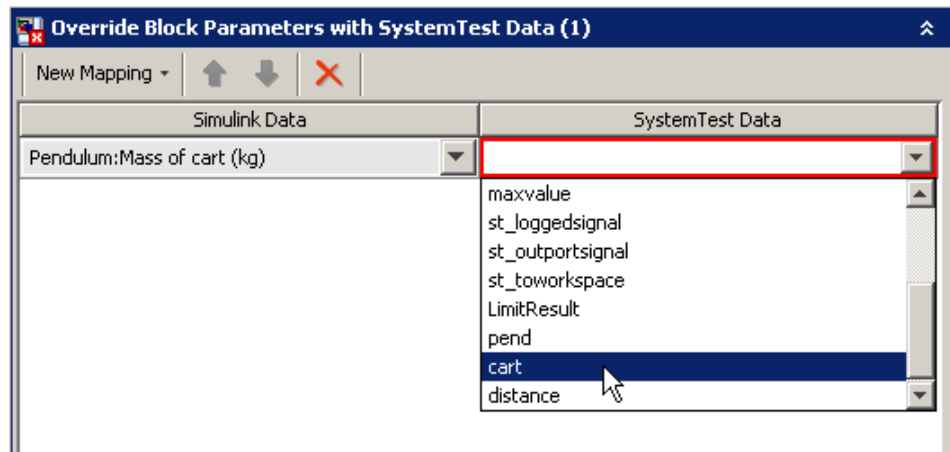 Override Block Parameters with SystemTest Data (1)
New Mapping
Simulink Data SystemTest Data
Pendulum:Mass of cart (kg)
maxvalue
st_loggedsignal
st_outportsignal
st_toworkspace
LimitResult
pend
cart
distance